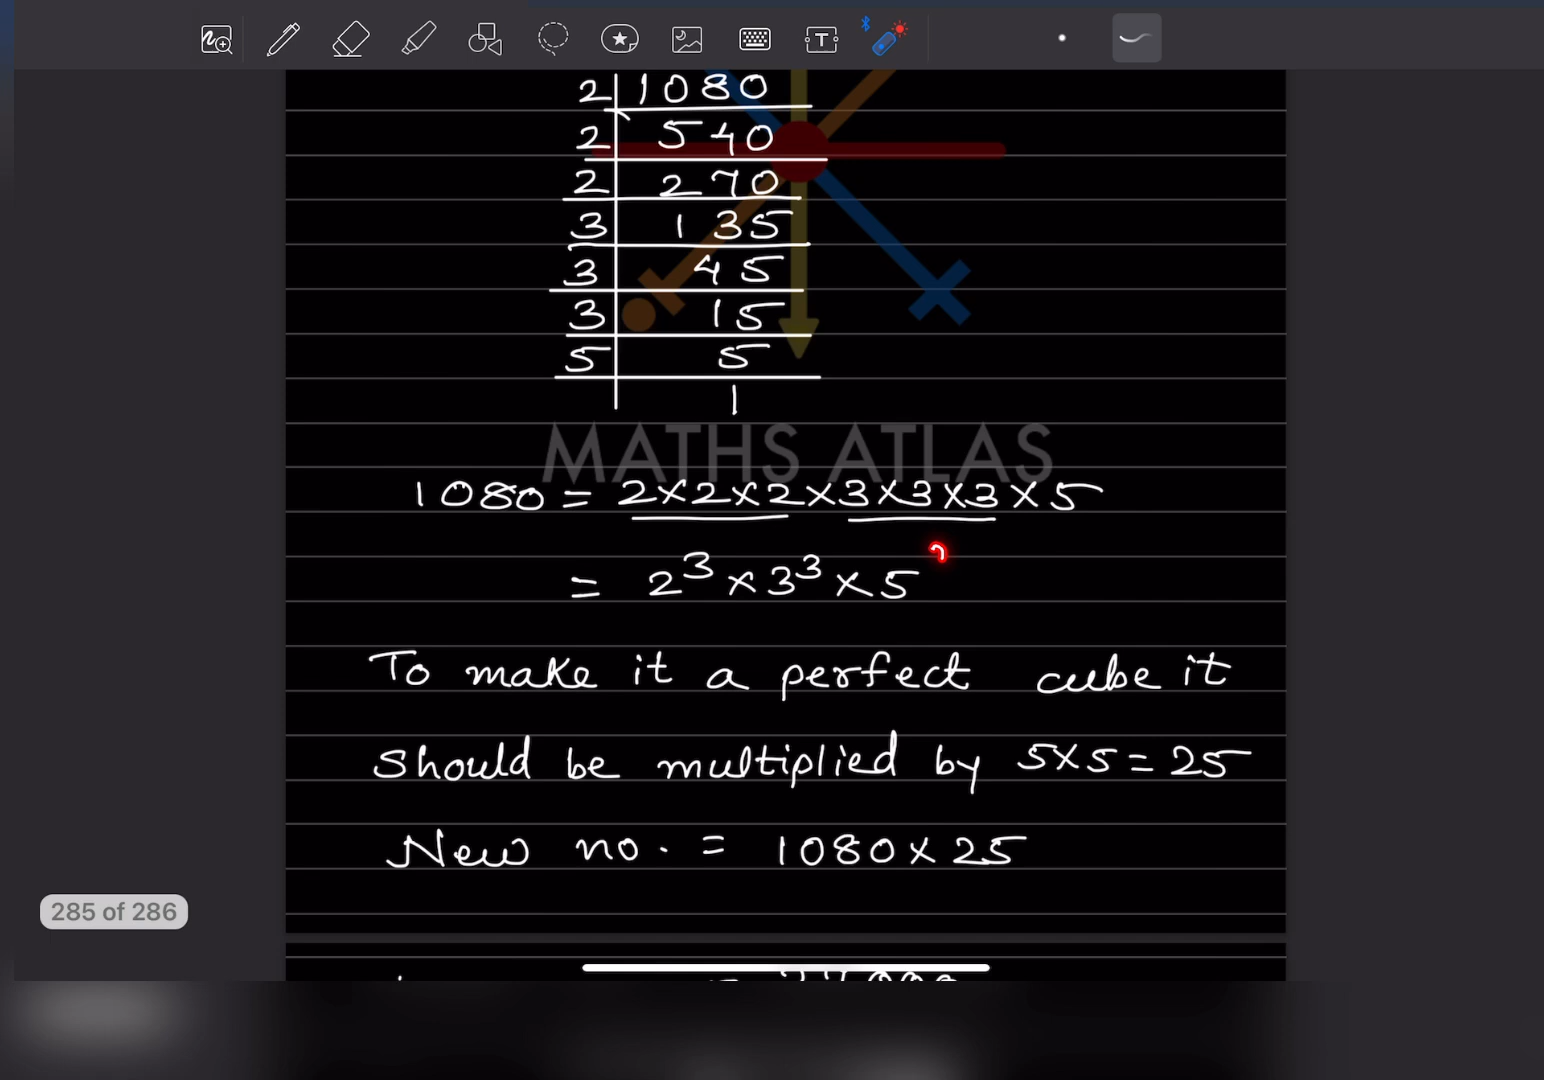 2 | 1080
2 | 540
2 | 270
3 | 135
3 | 45
3 | 15
5 | 5
1
MATHS ATLAS
1080 = 2×2×2×3×3×3×5
= 2³×3³×5
To make it a perfect cube it
should be multiplied by 5×5=25
New no. = 1080×25
285 of 286